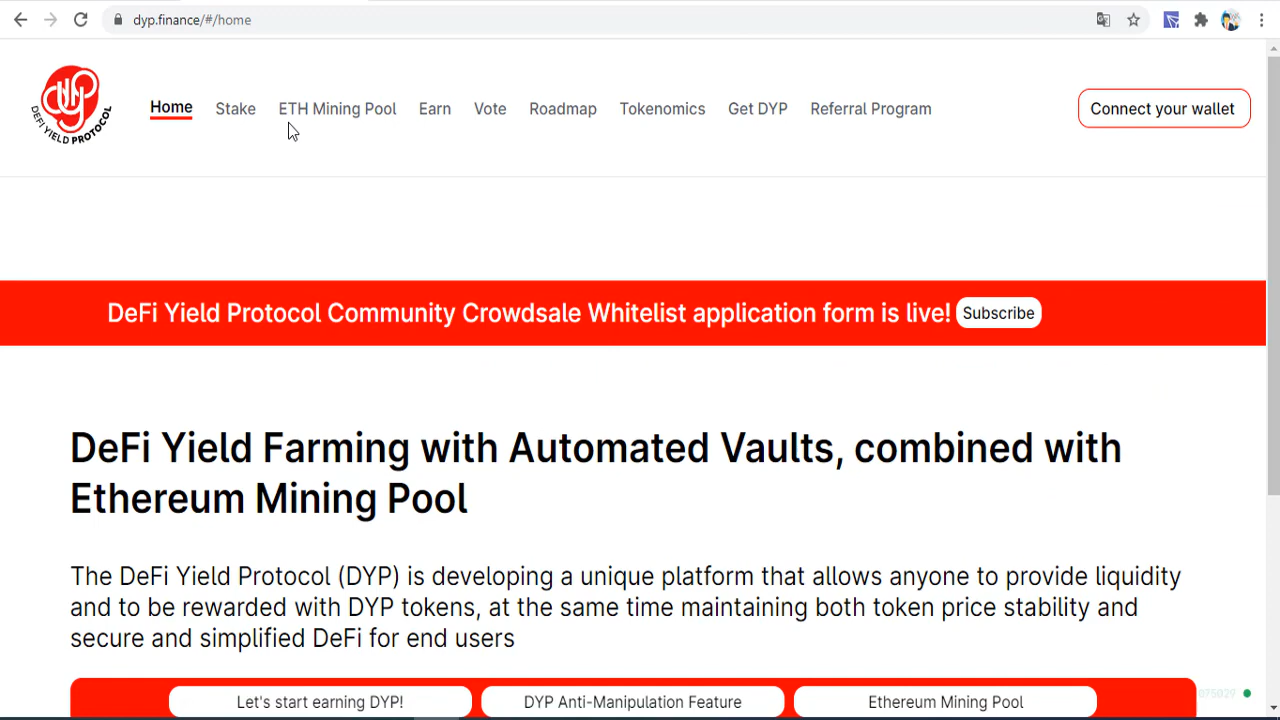 dyp.finance/#/home
DEFI YIELD PROTOCOL
Home Stake ETH Mining Pool Earn Vote Roadmap Tokenomics Get DYP Referral Program Connect your wallet
DeFi Yield Protocol Community Crowdsale Whitelist application form is live! Subscribe
DeFi Yield Farming with Automated Vaults, combined with
Ethereum Mining Pool
The DeFi Yield Protocol (DYP) is developing a unique platform that allows anyone to provide liquidity
and to be rewarded with DYP tokens, at the same time maintaining both token price stability and
secure and simplified DeFi for end users
Let's start earning DYP! DYP Anti-Manipulation Feature Ethereum Mining Pool